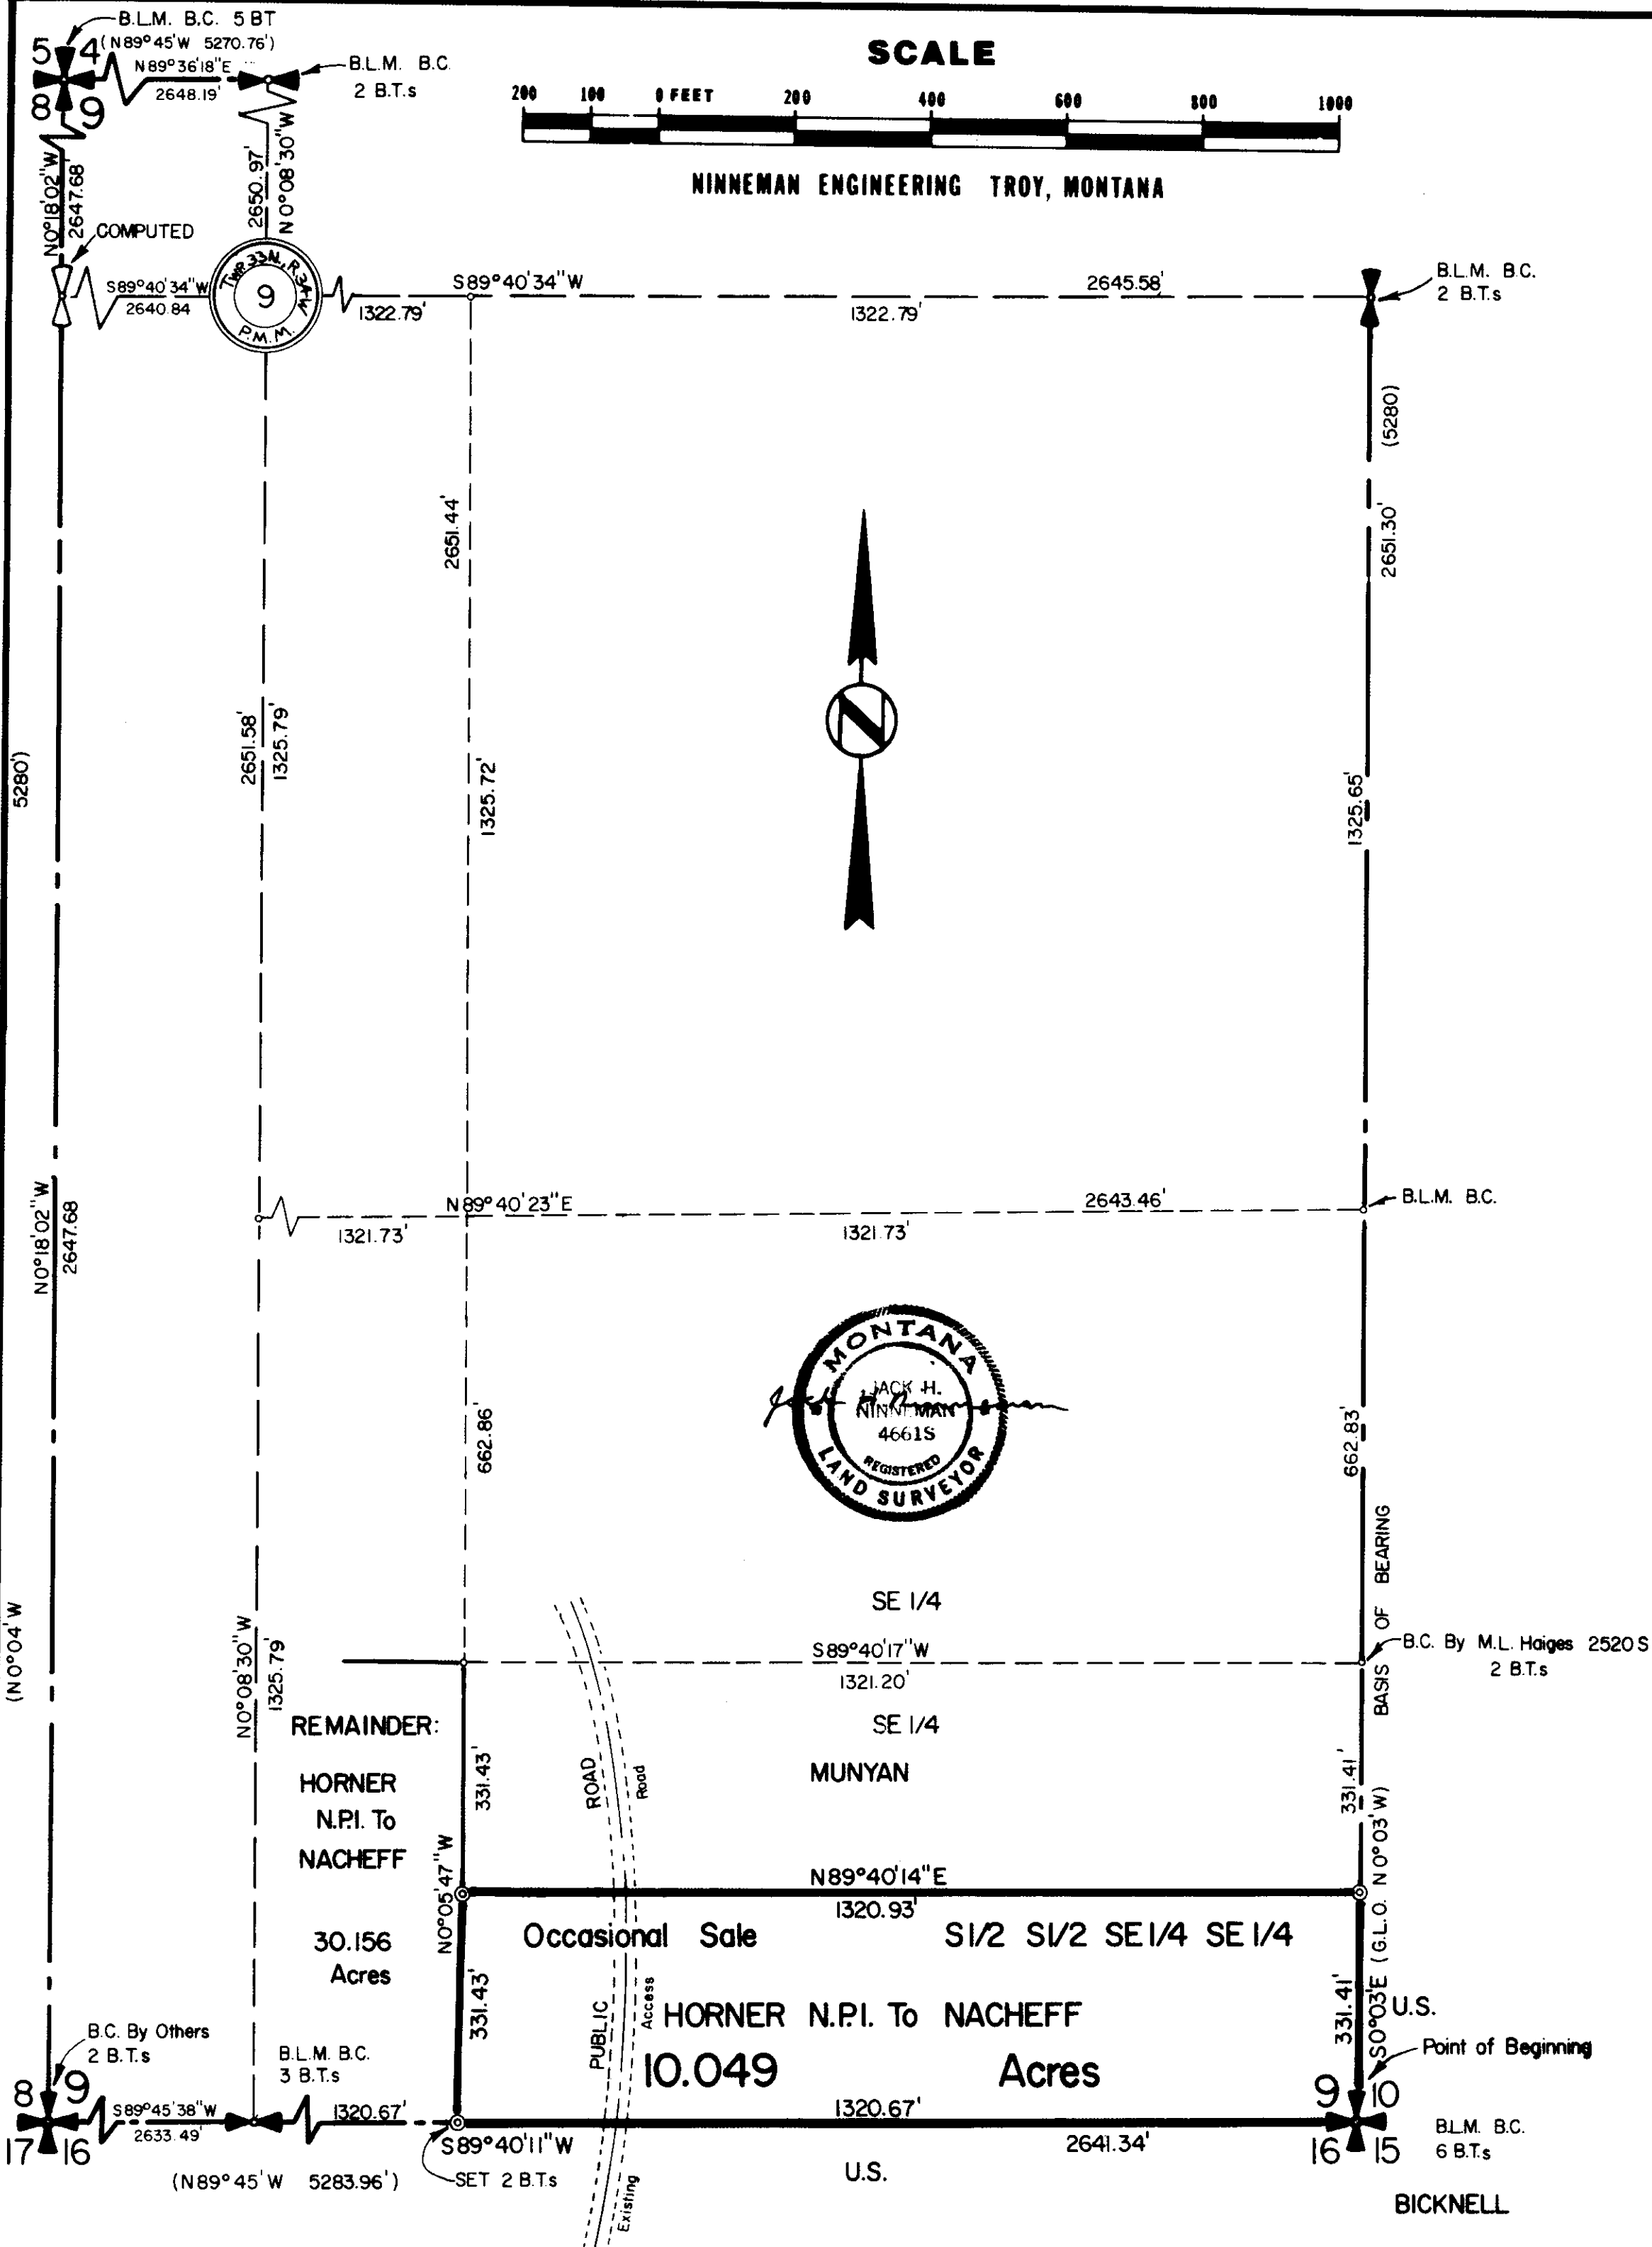 B.L.M. B.C. 5 BT
(N89°45'W 5270.76')
5 4
N89°36'18"E
2648.19'
8 9
B.L.M. B.C.
2 B.T.s
SCALE
200 100 0 FEET 200 400 600 800 1000
NINNEMAN ENGINEERING TROY, MONTANA
N0°18'02"W
2647.68'
2650.97'
N0°08'30"W
COMPUTED
S89°40'34"W
2640.84
TWP. 33N., R.34W
9
P.M.M.
S89°40'34"W
2645.58'
1322.79'
1322.79'
B.L.M. B.C.
2 B.T.s
(5280)
2651.30'
2651.44'
N
2651.58'
1325.79'
5280')
1325.72'
1325.65'
N0°18'02"W
2647.68
N89°40'23"E
2643.46'
1321.73'
1321.73'
B.L.M. B.C.
MONTANA
JACK H.
NINNEMAN
4661S
REGISTERED
LAND SURVEYOR
Jack H Ninneman
662.86'
662.83'
BASIS OF BEARING
(N0°04'W
N0°08'30"W
1325.79'
SE 1/4
S89°40'17"W
1321.20'
B.C. By M.L. Haiges 2520 S
2 B.T.s
REMAINDER:
HORNER
N.P.I. To
NACHEFF
30.156
Acres
SE 1/4
MUNYAN
331.43'
331.41'
PUBLIC ROAD
Existing Access Road
N0°05'47"W
N89°40'14"E
1320.93'
Occasional Sale
S1/2 S1/2 SE1/4 SE1/4
331.43'
331.41'
S0°03'E (G.L.O. N0°03'W)
HORNER N.P.I. To NACHEFF
10.049 Acres
U.S.
Point of Beginning
B.C. By Others
2 B.T.s
B.L.M. B.C.
3 B.T.s
8 9
17 16
S89°45'38"W
2633.49'
1320.67'
1320.67'
S89°40'11"W
2641.34'
9 10
16 15
B.L.M. B.C.
6 B.T.s
(N89°45'W 5283.96')
SET 2 B.T.s
U.S.
BICKNELL